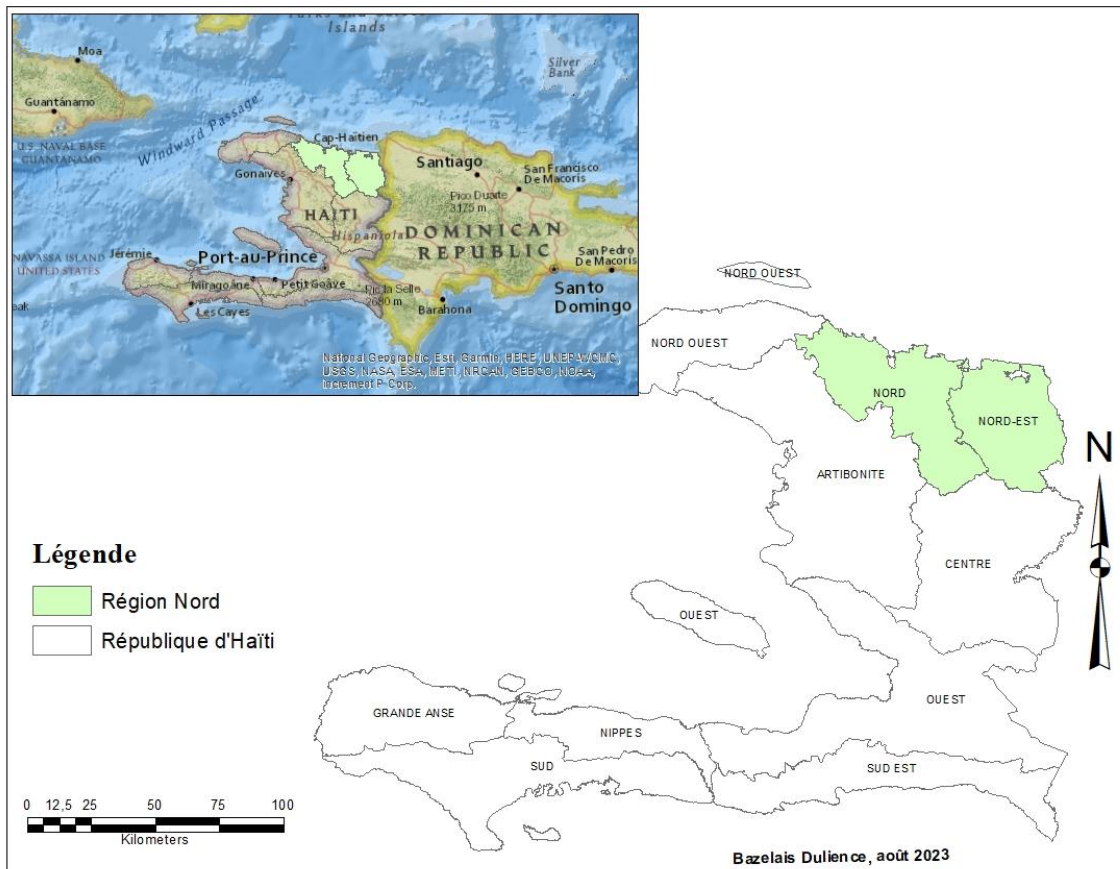 Islands
Silver
Bank
Moa
Guantánamo
Windward Passage
U.S. NAVAL BASE
GUANTANAMO
Cap-Haïtien
Gonaïves
Santiago
San Francisco
De Macoris
Pico Duarte
3175 m
HAITI
Hispaniola
DOMINICAN
REPUBLIC
NAVASSA ISLAND
UNITED STATES
Jérémie
Port-au-Prince
San Pedro
De Macoris
Miragoâne
Petit Goâve
Pic la Selle
2680 m
Santo
Domingo
Les Cayes
Barahona
National Geographic, Esri, Garmin, HERE, UNEP-WCMC,
USGS, NASA, ESA, METI, NRCAN, GEBCO, NOAA,
Increment P Corp.
NORD OUEST
NORD OUEST
NORD
NORD-EST
N
ARTIBONITE
CENTRE
Légende
Région Nord
République d'Haïti
OUEST
OUEST
GRANDE ANSE
NIPPES
SUD
SUD EST
0 12,5 25 50 75 100
Kilometers
Bazelais Dulience, août 2023